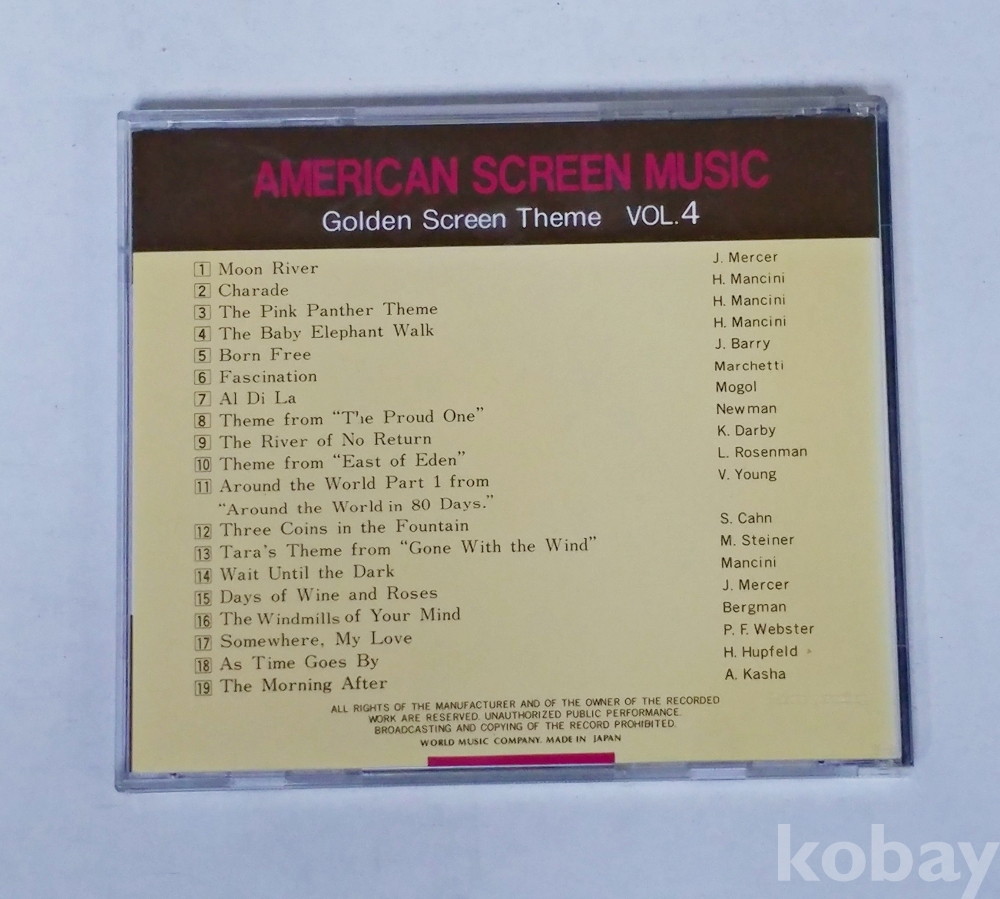 AMERICAN SCREEN MUSIC
Golden Screen Theme VOL.4
1 Moon River J. Mercer
2 Charade H. Mancini
3 The Pink Panther Theme H. Mancini
4 The Baby Elephant Walk H. Mancini
5 Born Free J. Barry
6 Fascination Marchetti
7 Al Di La Mogol
8 Theme from “The Proud One” Newman
9 The River of No Return K. Darby
10 Theme from “East of Eden” L. Rosenman
11 Around the World Part 1 from V. Young
“Around the World in 80 Days.”
12 Three Coins in the Fountain S. Cahn
13 Tara's Theme from “Gone With the Wind” M. Steiner
14 Wait Until the Dark Mancini
15 Days of Wine and Roses J. Mercer
16 The Windmills of Your Mind Bergman
17 Somewhere, My Love P. F. Webster
18 As Time Goes By H. Hupfeld
19 The Morning After A. Kasha
ALL RIGHTS OF THE MANUFACTURER AND OF THE OWNER OF THE RECORDED
WORK ARE RESERVED. UNAUTHORIZED PUBLIC PERFORMANCE.
BROADCASTING AND COPYING OF THE RECORD PROHIBITED.
WORLD MUSIC COMPANY. MADE IN JAPAN
kobay